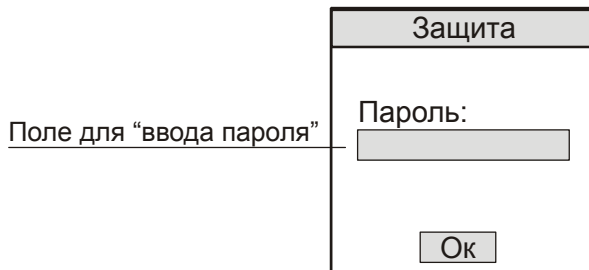 Защита
Пароль:
Поле для “ввода пароля”
Ок